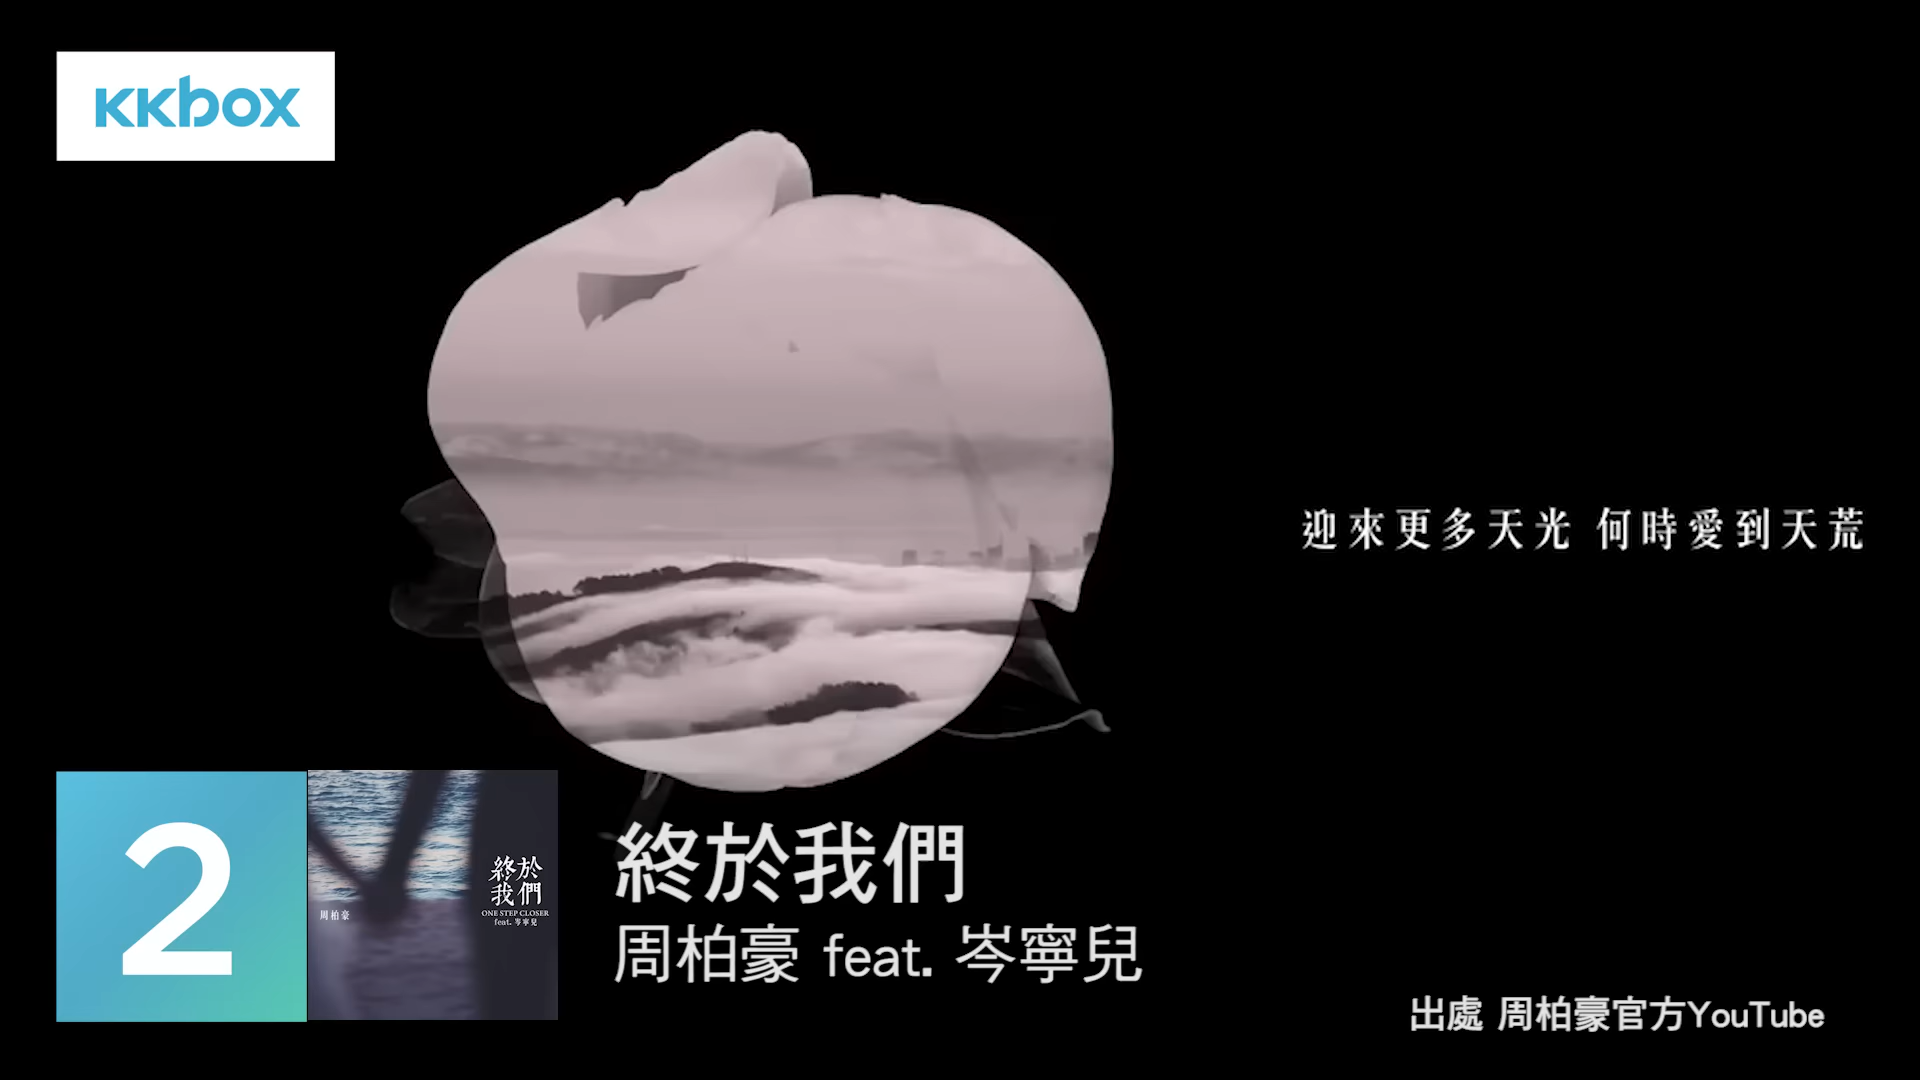 KKBOX
迎來更多天光 何時愛到天荒
2
周柏豪
終於
我們
ONE STEP CLOSER
feat. 岑寧兒
終於我們
周柏豪 feat. 岑寧兒
出處 周柏豪官方YouTube